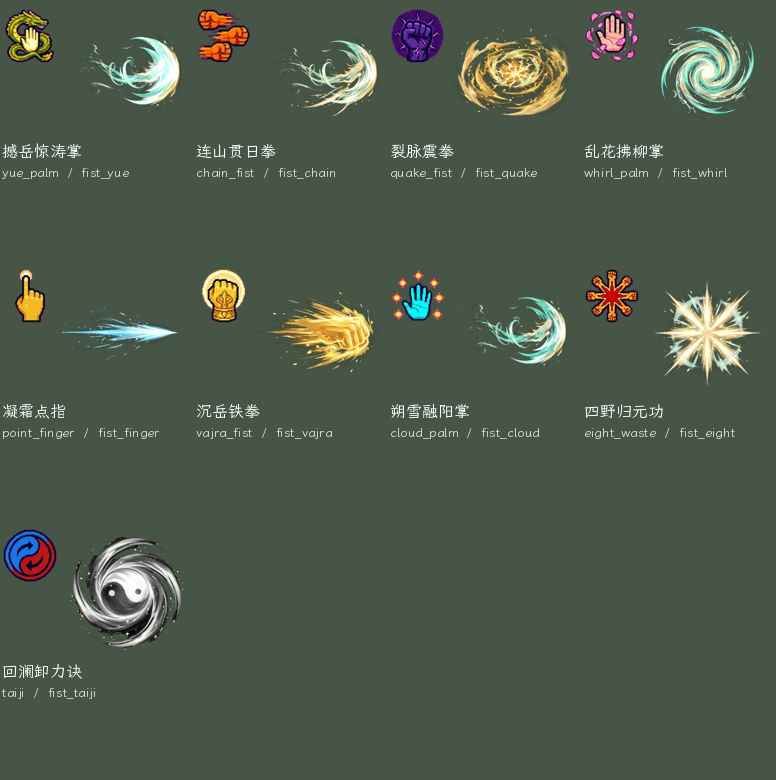 撼岳惊涛掌
yue_palm / fist_yue
连山贯日拳
chain_fist / fist_chain
裂脉震拳
quake_fist / fist_quake
乱花拂柳掌
whirl_palm / fist_whirl
凝霜点指
point_finger / fist_finger
沉岳铁拳
vajra_fist / fist_vajra
朔雪融阳掌
cloud_palm / fist_cloud
四野归元功
eight_waste / fist_eight
回澜卸力诀
taiji / fist_taiji